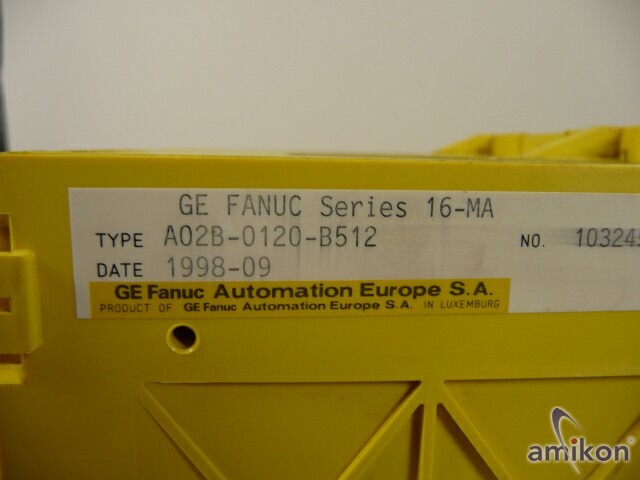 GE FANUC Series 16-MA
TYPE A02B-0120-B512 NO.
DATE 1998-09
GE Fanuc Automation Europe S.A.
PRODUCT OF GE Fanuc Automation Europe S.A. IN LUXEMBURG
amikon